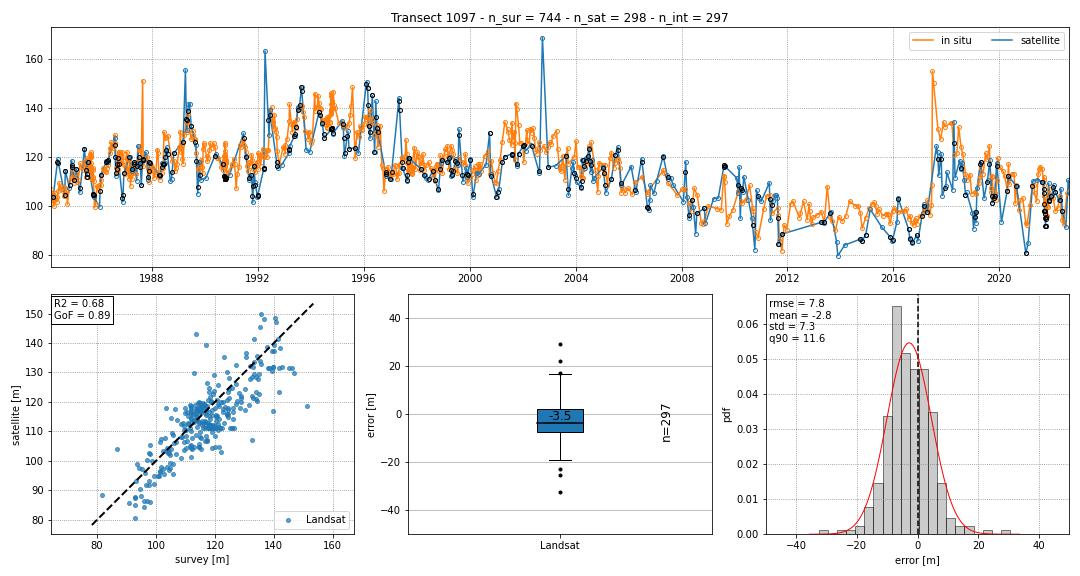 Transect 1097 - n_sur = 744 - n_sat = 298 - n_int = 297
in situ
satellite
160
140
120
100
80
1988
1992
1996
2000
2004
2008
2012
2016
2020
R2 = 0.68
GoF = 0.89
satellite [m]
150
140
130
120
110
100
90
80
Landsat
80
100
120
140
160
survey [m]
error [m]
40
20
0
−20
−40
-3.5
n=297
Landsat
rmse = 7.8
mean = -2.8
std = 7.3
q90 = 11.6
pdf
0.06
0.05
0.04
0.03
0.02
0.01
0.00
−40
−20
0
20
40
error [m]